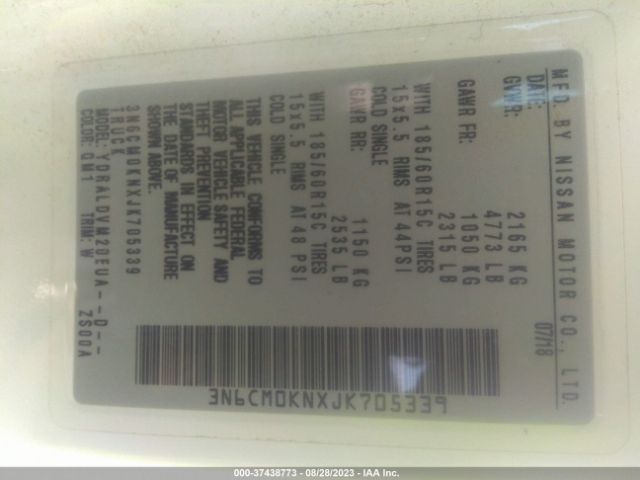 MFD. BY NISSAN MOTOR CO., LTD.
DATE: 07/18
GVWR: 2165 KG
4773 LB
GAWR FR: 1050 KG
2315 LB
WITH 185/60R15C TIRES
15x5.5 RIMS AT 44PSI
COLD SINGLE
GAWR RR: 1150 KG
2535 LB
WITH 185/60R15C TIRES
15x5.5 RIMS AT 48 PSI
COLD SINGLE
THIS VEHICLE CONFORMS TO
ALL APPLICABLE FEDERAL
MOTOR VEHICLE SAFETY AND
THEFT PREVENTION
STANDARDS IN EFFECT ON
THE DATE OF MANUFACTURE
SHOWN ABOVE.
3N6CM0KNXJK705339
TRUCK
MODEL: YDRALDVM20EUA--D--
COLOR: QM1 TRIM: W ZS00A
3N6CM0KNXJK705339
000-37438773 - 08/28/2023 - IAA Inc.